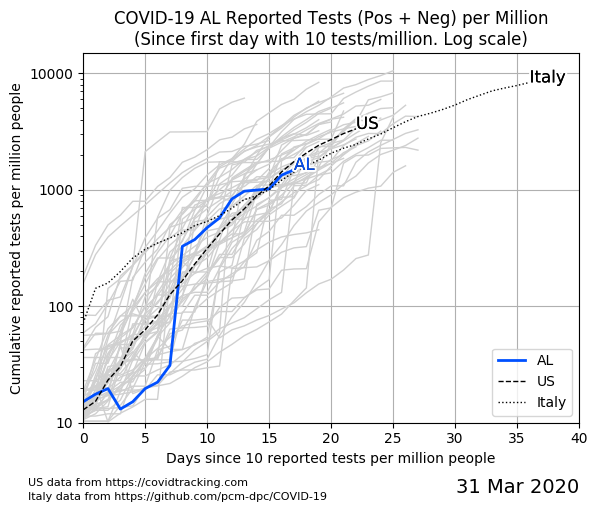 COVID-19 AL Reported Tests (Pos + Neg) per Million
(Since first day with 10 tests/million. Log scale)
Cumulative reported tests per million people
10000
1000
100
10
Italy
US
AL
AL
US
Italy
0 5 10 15 20 25 30 35 40
Days since 10 reported tests per million people
US data from https://covidtracking.com
Italy data from https://github.com/pcm-dpc/COVID-19
31 Mar 2020